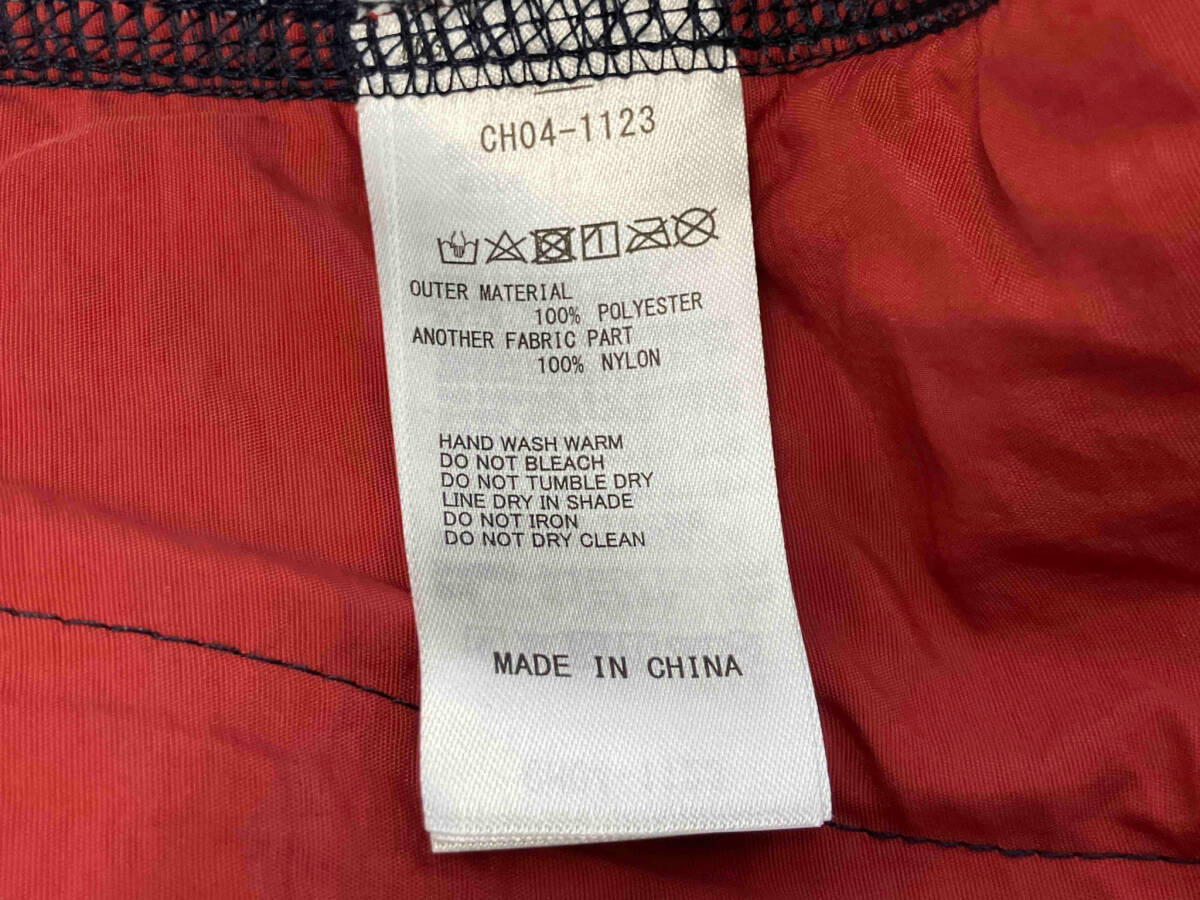 CH04-1123
OUTER MATERIAL
100% POLYESTER
ANOTHER FABRIC PART
100% NYLON
HAND WASH WARM
DO NOT BLEACH
DO NOT TUMBLE DRY
LINE DRY IN SHADE
DO NOT IRON
DO NOT DRY CLEAN
MADE IN CHINA